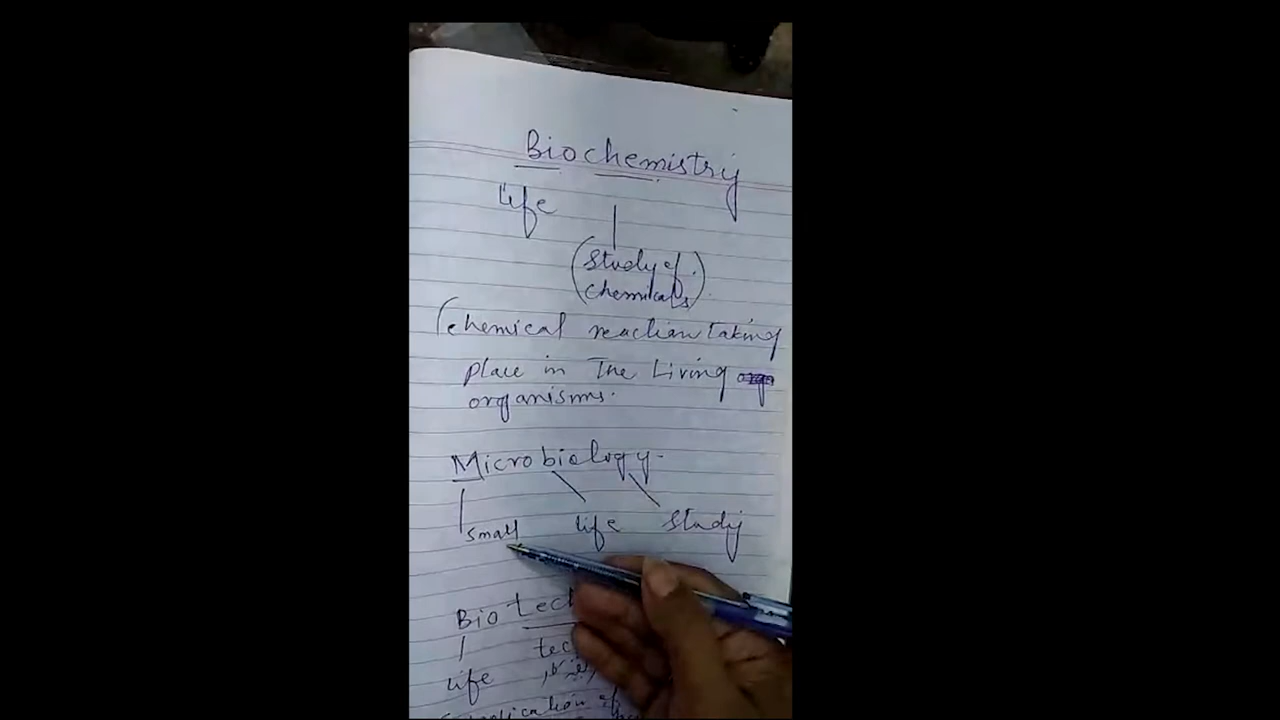 Biochemistry
life
(Study of
Chemicals)
(chemical reaction Taking
place in The Living
organisms.
Microbiology.
small life Study
Bio tech
life tec
of